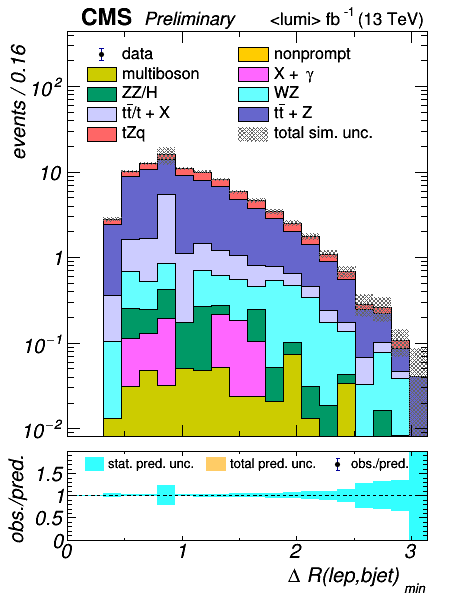 CMS Preliminary <lumi> fb⁻¹ (13 TeV)
events / 0.16
data
nonprompt
multiboson
X + γ
ZZ/H
WZ
tt̄/t + X
tt̄ + Z
tZq
total sim. unc.
10²
10
1
10⁻¹
10⁻²
obs./pred.
stat. pred. unc.
total pred. unc.
obs./pred.
1.5
1
0.5
0
0 1 2 3
Δ R(lep,bjet) min